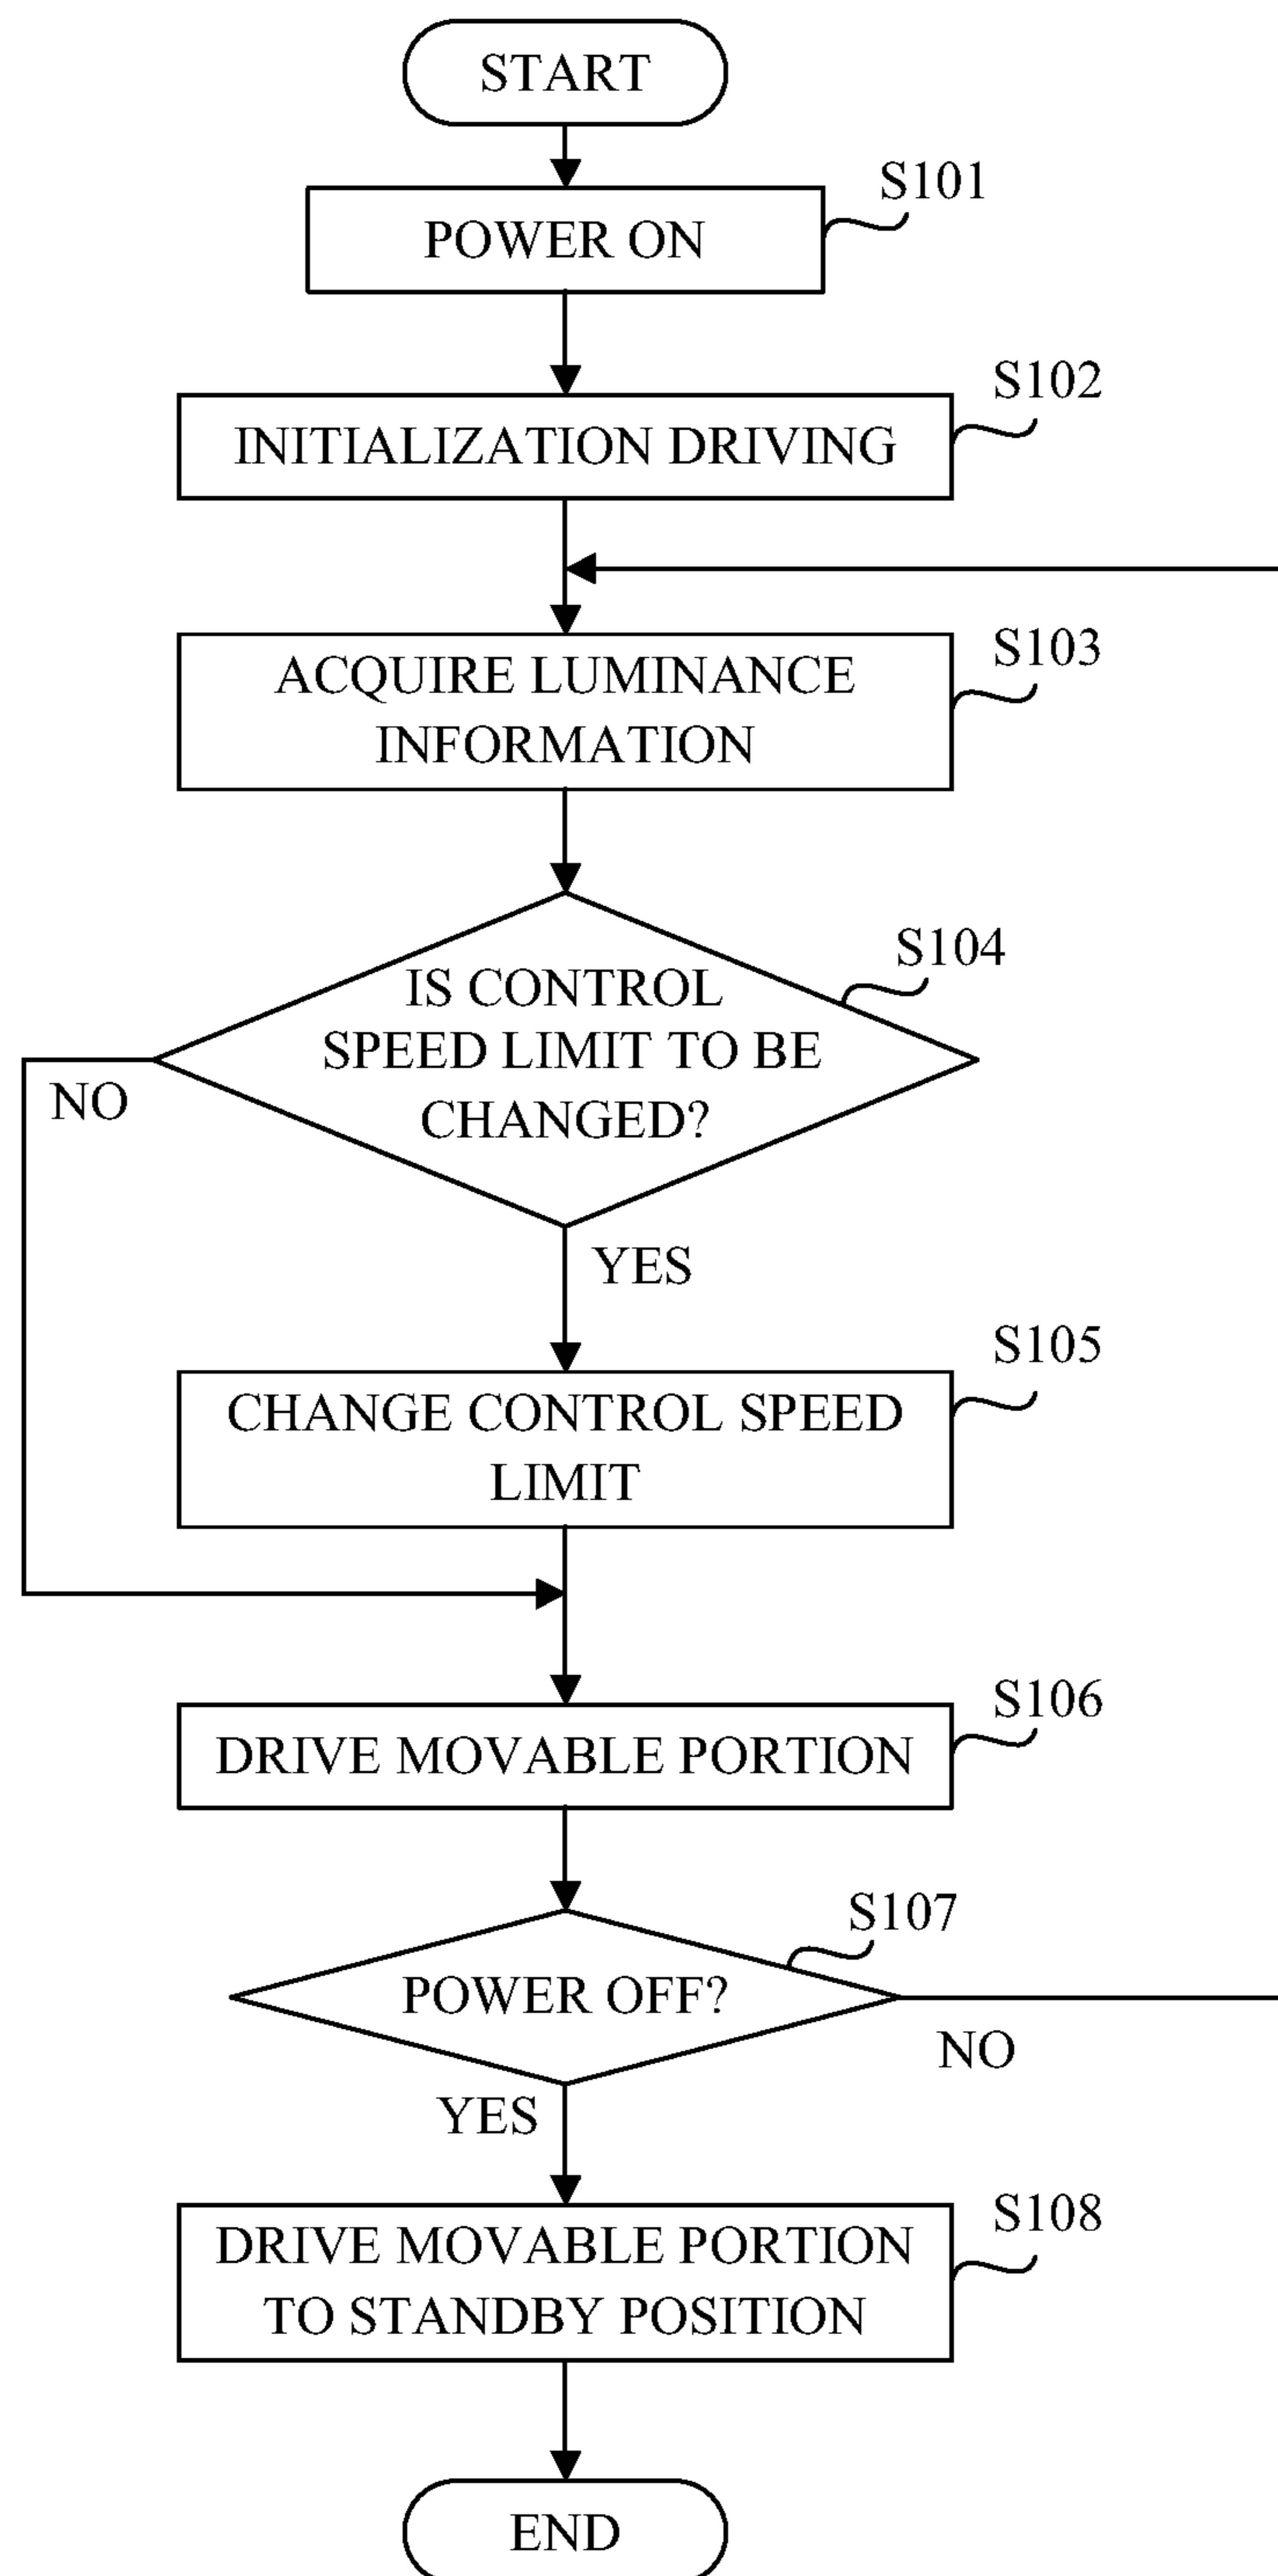 START
S101
POWER ON
S102
INITIALIZATION DRIVING
S103
ACQUIRE LUMINANCE
INFORMATION
S104
IS CONTROL
SPEED LIMIT TO BE
CHANGED?
NO
YES
S105
CHANGE CONTROL SPEED
LIMIT
S106
DRIVE MOVABLE PORTION
S107
POWER OFF?
NO
YES
S108
DRIVE MOVABLE PORTION
TO STANDBY POSITION
END